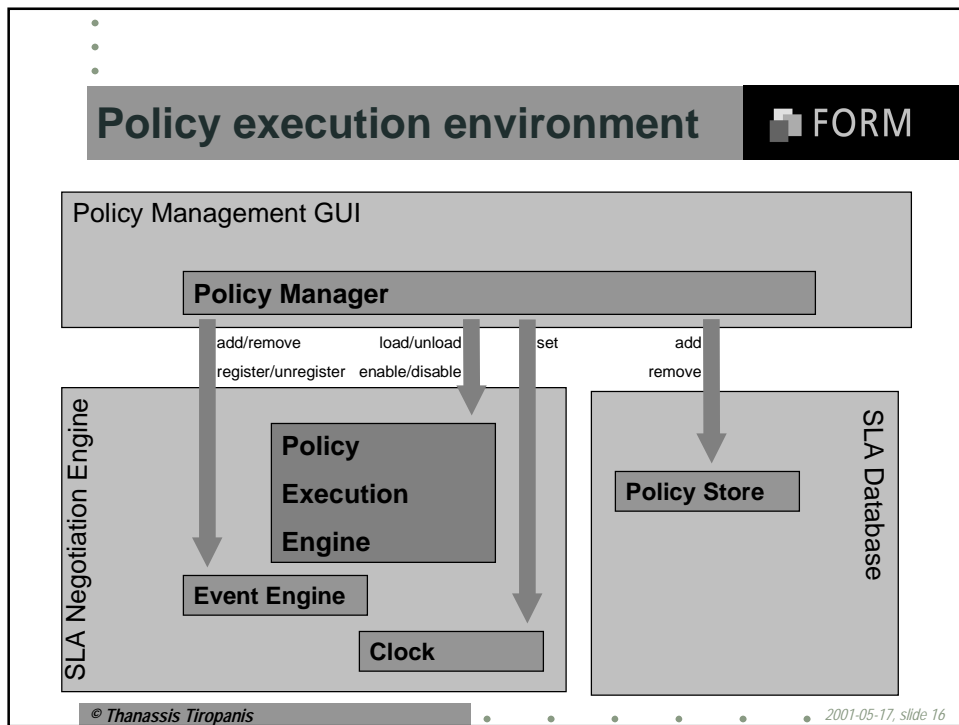 Policy execution environment
FORM
Policy Management GUI
Policy Manager
add/remove
register/unregister
load/unload
enable/disable
set
add
remove
SLA Negotiation Engine
Policy
Execution
Engine
Event Engine
Clock
Policy Store
SLA Database
© Thanassis Tiropanis
2001-05-17, slide 16